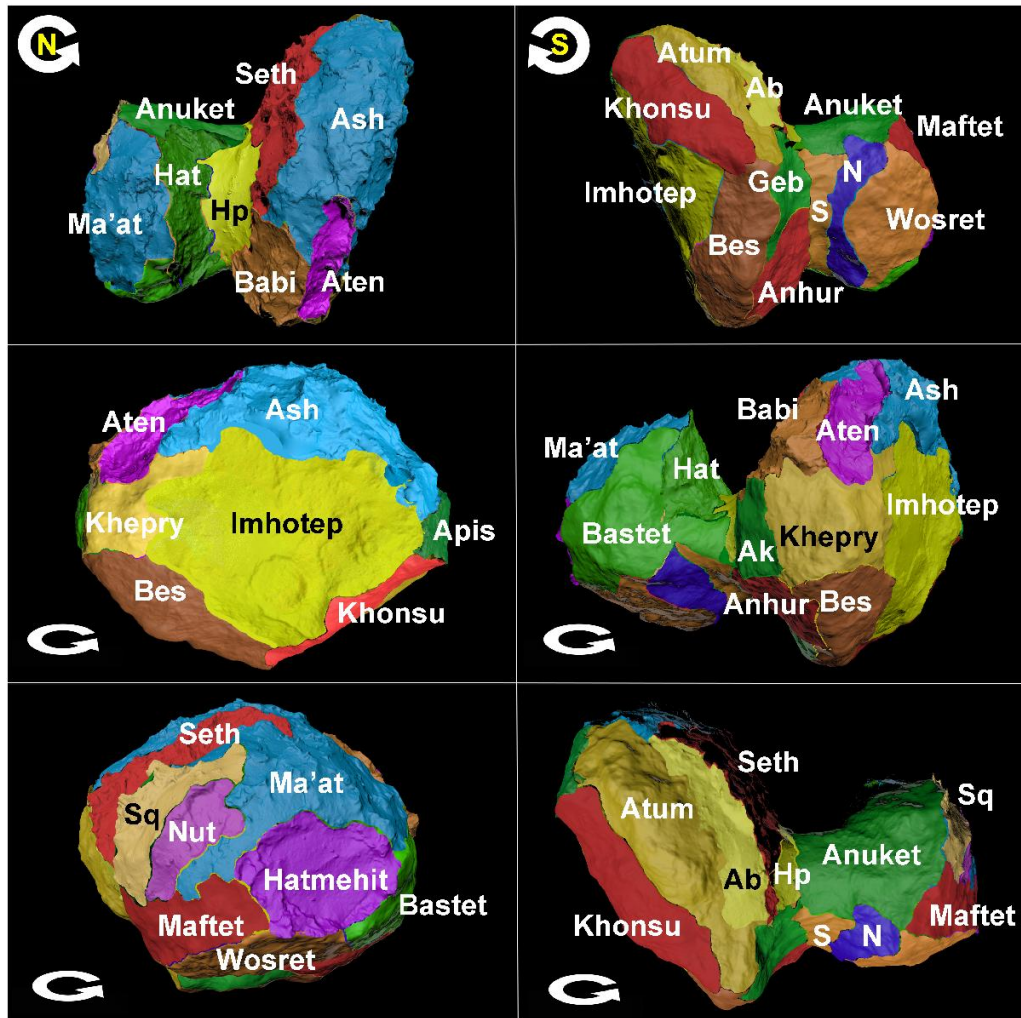 N
Seth
Ash
Anuket
Hat
Hp
Ma'at
Babi
Aten
S
Atum
Ab
Khonsu
Anuket
Maftet
Imhotep
Geb
N
S
Wosret
Bes
Anhur
Aten
Ash
Khepry
Imhotep
Apis
Bes
Khonsu
Ash
Babi
Aten
Ma'at
Hat
Imhotep
Bastet
Khepry
Ak
Anhur
Bes
Seth
Ma'at
Sq
Nut
Hatmehit
Bastet
Maftet
Wosret
Seth
Sq
Atum
Anuket
Ab
Hp
Khonsu
Maftet
S
N